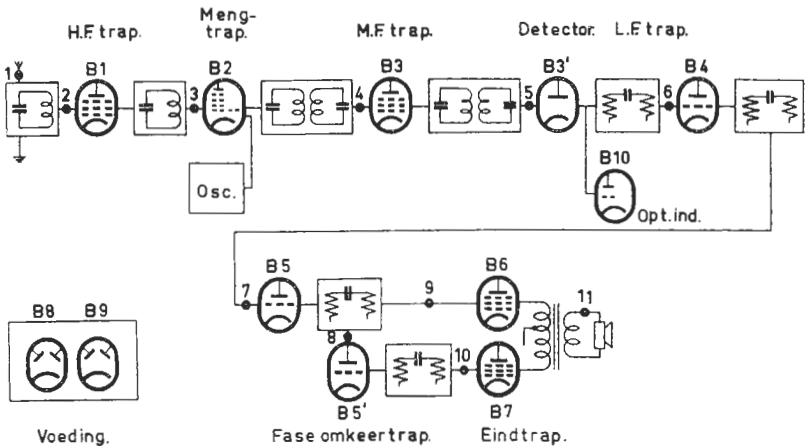 H.F. trap.
Meng-
trap.
M.F. trap.
Detector.
L.F. trap.
B1
B2
B3
B3'
B4
1
2
3
4
5
6
Osc.
B10
Opt.ind.
B5
B6
7
9
11
8
10
B5'
B7
B8
B9
Voeding.
Fase omkeertrap.
Eindtrap.